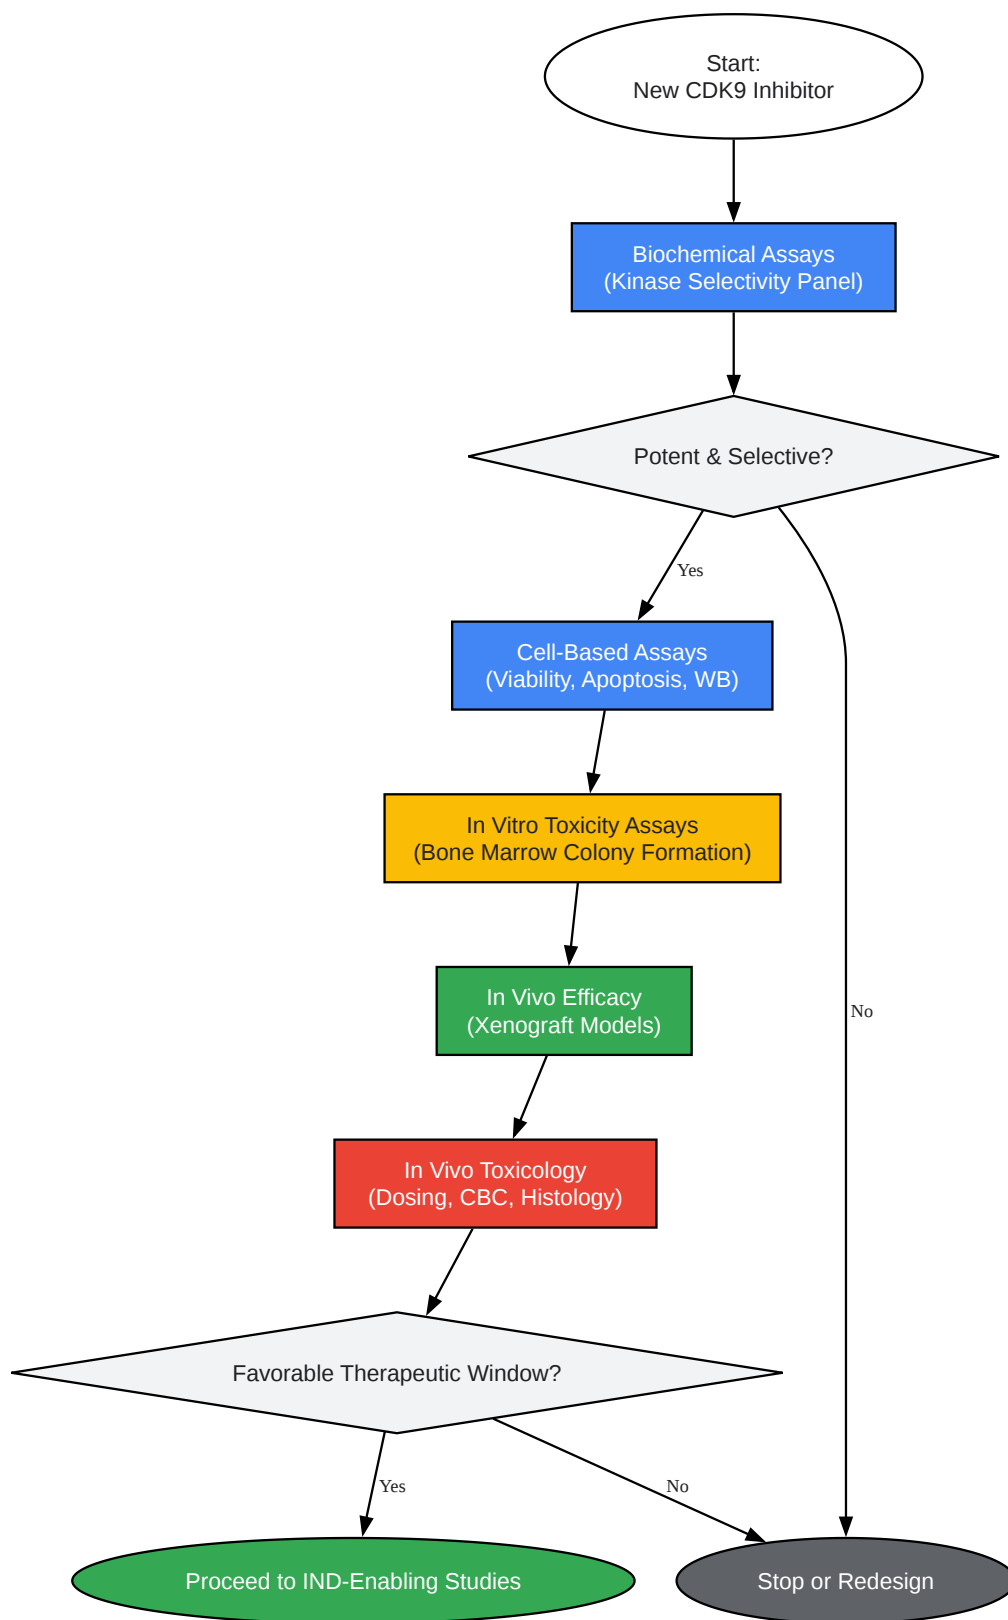 Start:
New CDK9 Inhibitor
Biochemical Assays
(Kinase Selectivity Panel)
Potent & Selective?
Yes
Cell-Based Assays
(Viability, Apoptosis, WB)
In Vitro Toxicity Assays
(Bone Marrow Colony Formation)
In Vivo Efficacy
(Xenograft Models)
No
In Vivo Toxicology
(Dosing, CBC, Histology)
Favorable Therapeutic Window?
Yes
No
Proceed to IND-Enabling Studies
Stop or Redesign